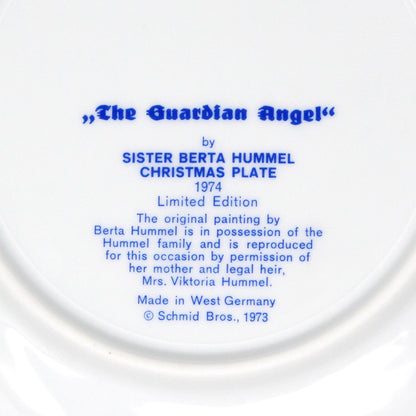 „The Guardian Angel“
by
SISTER BERTA HUMMEL
CHRISTMAS PLATE
1974
Limited Edition
The original painting by
Berta Hummel is in possession of the
Hummel family and is reproduced
for this occasion by permission of
her mother and legal heir,
Mrs. Viktoria Hummel.
Made in West Germany
© Schmid Bros., 1973